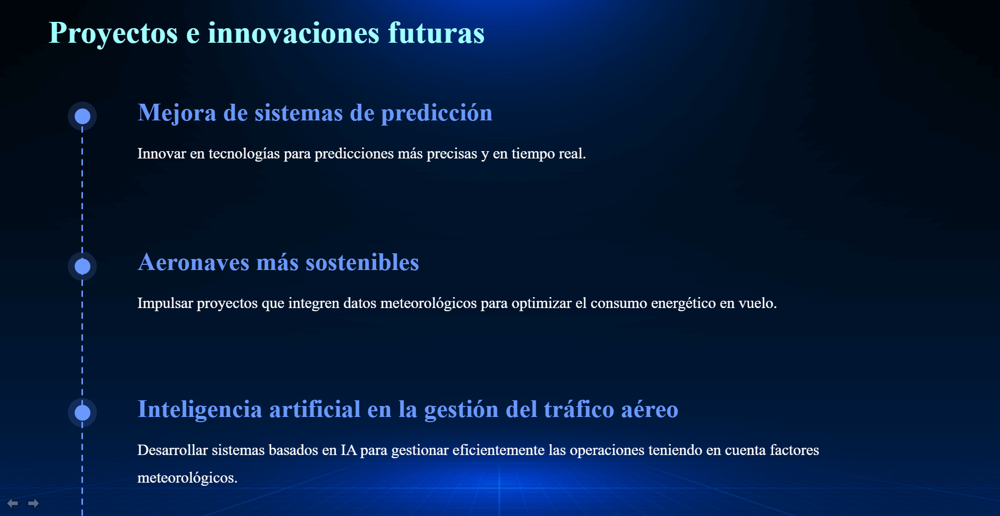 Proyectos e innovaciones futuras
Mejora de sistemas de predicción
Innovar en tecnologías para predicciones más precisas y en tiempo real.
Aeronaves más sostenibles
Impulsar proyectos que integren datos meteorológicos para optimizar el consumo energético en vuelo.
Inteligencia artificial en la gestión del tráfico aéreo
Desarrollar sistemas basados en IA para gestionar eficientemente las operaciones teniendo en cuenta factores
meteorológicos.